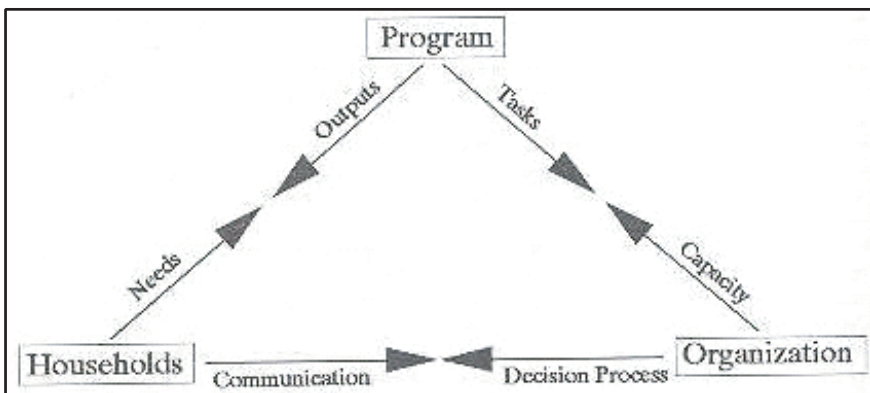 Program
Outputs
Tasks
Needs
Capacity
Households
Communication
Decision Process
Organization